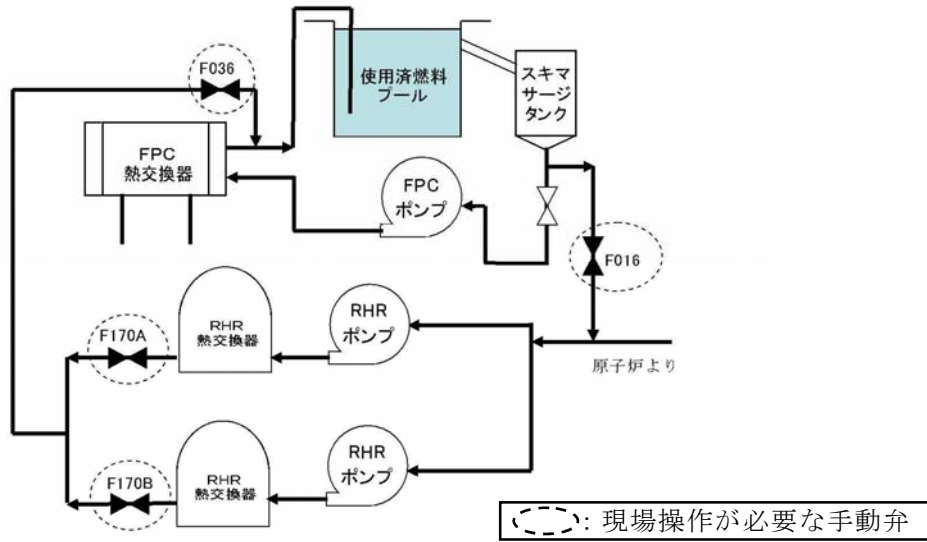 F036
使用済燃料
プール
スキマ
サージ
タンク
FPC
熱交換器
FPC
ポンプ
F016
F170A
RHR
熱交換器
RHR
ポンプ
原子炉より
F170B
RHR
熱交換器
RHR
ポンプ
: 現場操作が必要な手動弁